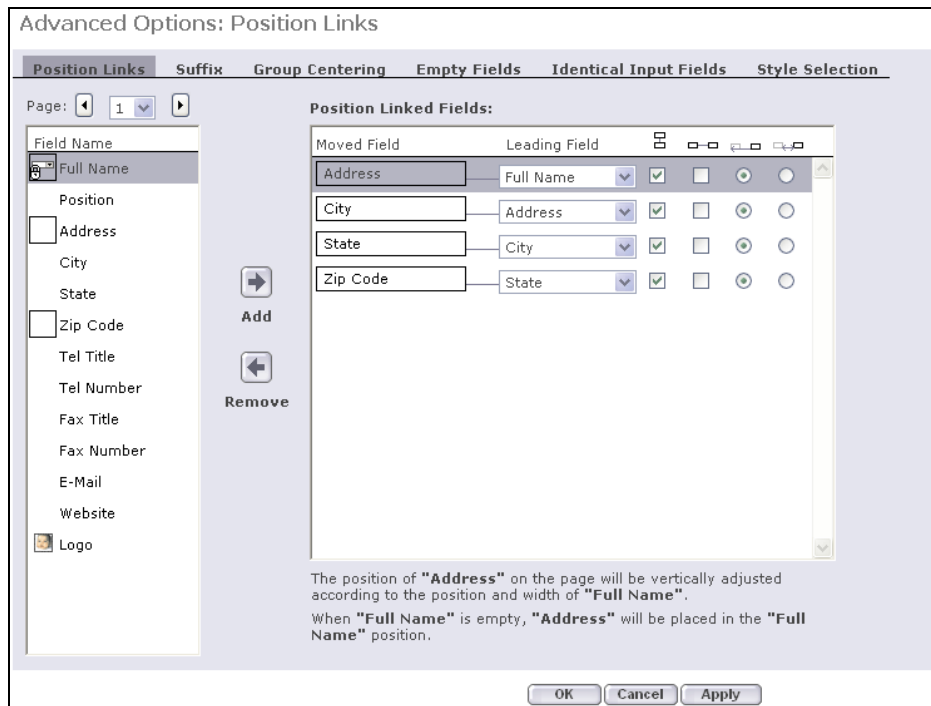 Advanced Options: Position Links
Position Links Suffix Group Centering Empty Fields Identical Input Fields Style Selection
Page: 1
Field Name
Full Name
Position
Address
City
State
Zip Code
Tel Title
Tel Number
Fax Title
Fax Number
E-Mail
Website
Logo
Add
Remove
Position Linked Fields:
Moved Field Leading Field
Address Full Name
City Address
State City
Zip Code State
The position of "Address" on the page will be vertically adjusted
according to the position and width of "Full Name".
When "Full Name" is empty, "Address" will be placed in the "Full
Name" position.
OK Cancel Apply